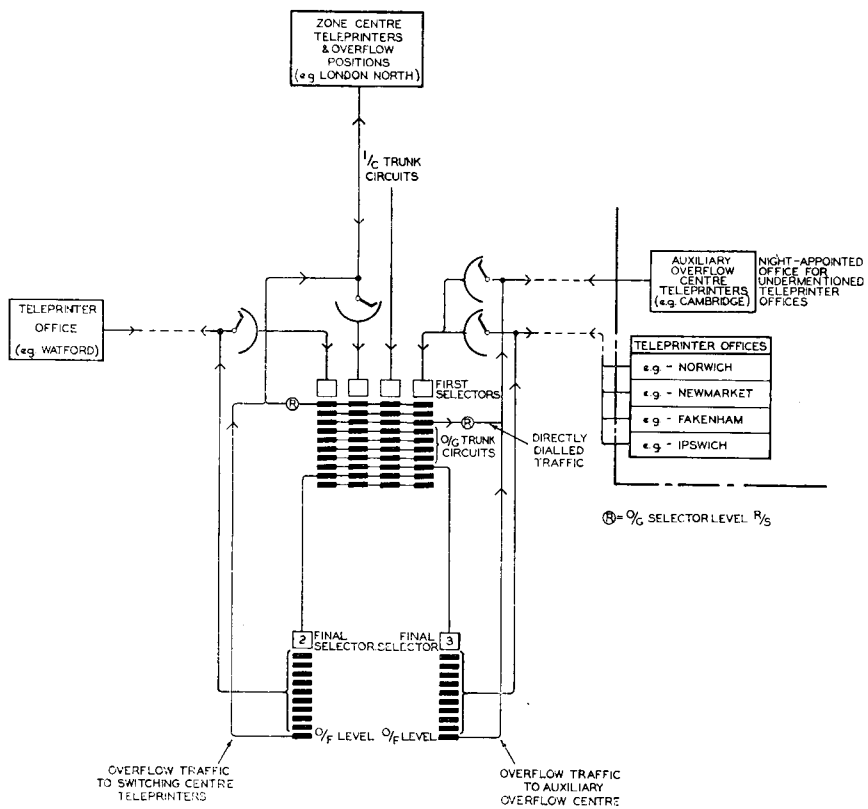 ZONE CENTRE
TELEPRINTERS
& OVERFLOW
POSITIONS
(e.g. LONDON NORTH)
I/C TRUNK
CIRCUITS
AUXILIARY
OVERFLOW
CENTRE
TELEPRINTERS
(e.g. CAMBRIDGE)
NIGHT-APPOINTED
OFFICE FOR
UNDERMENTIONED
TELEPRINTER
OFFICES
TELEPRINTER
OFFICE
(e.g. WATFORD)
TELEPRINTER OFFICES
e.g. - NORWICH
e.g. - NEWMARKET
e.g. - FAKENHAM
e.g. - IPSWICH
FIRST
SELECTORS
R
R
O/G TRUNK
CIRCUITS
DIRECTLY
DIALLED
TRAFFIC
R = O/G SELECTOR LEVEL R/S
2
FINAL
SELECTOR
FINAL
SELECTOR
3
O/F LEVEL
O/F LEVEL
OVERFLOW TRAFFIC
TO SWITCHING CENTRE
TELEPRINTERS
OVERFLOW TRAFFIC
TO AUXILIARY
OVERFLOW CENTRE